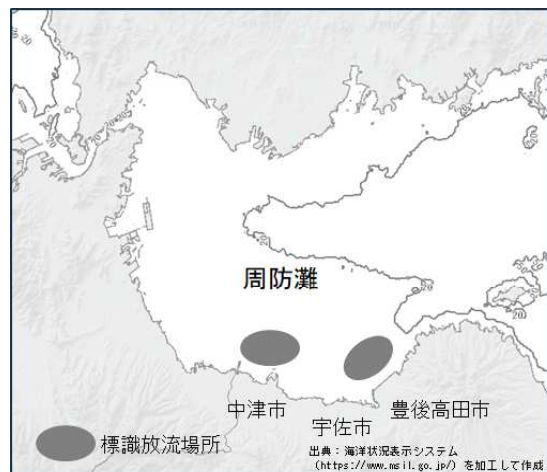 周防灘
中津市
宇佐市
豊後高田市
標識放流場所
出典：海洋状況表示システム
（https://www.msil.go.jp/）を加工して作成